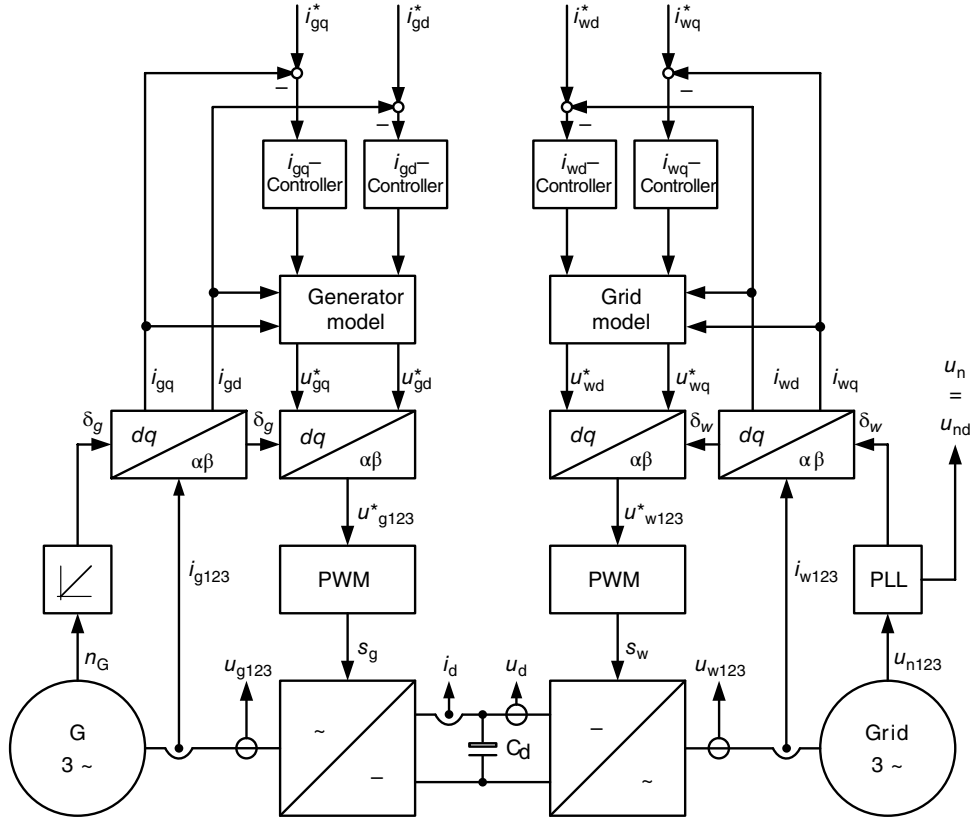 i*gq i*gd i*wd i*wq
– – – –
igq– Controller
igd– Controller
iwd– Controller
iwq– Controller
Generator model
Grid model
igq igd u*gq u*gd u*wd u*wq iwd iwq
un = und
δg dq αβ δg dq αβ dq αβ δw dq αβ δw
u*g123 u*w123
ig123 PWM PWM iw123 PLL
nG ug123 sg id ud sw uw123 un123
G 3 ~
~ –
Cd
– ~
Grid 3 ~